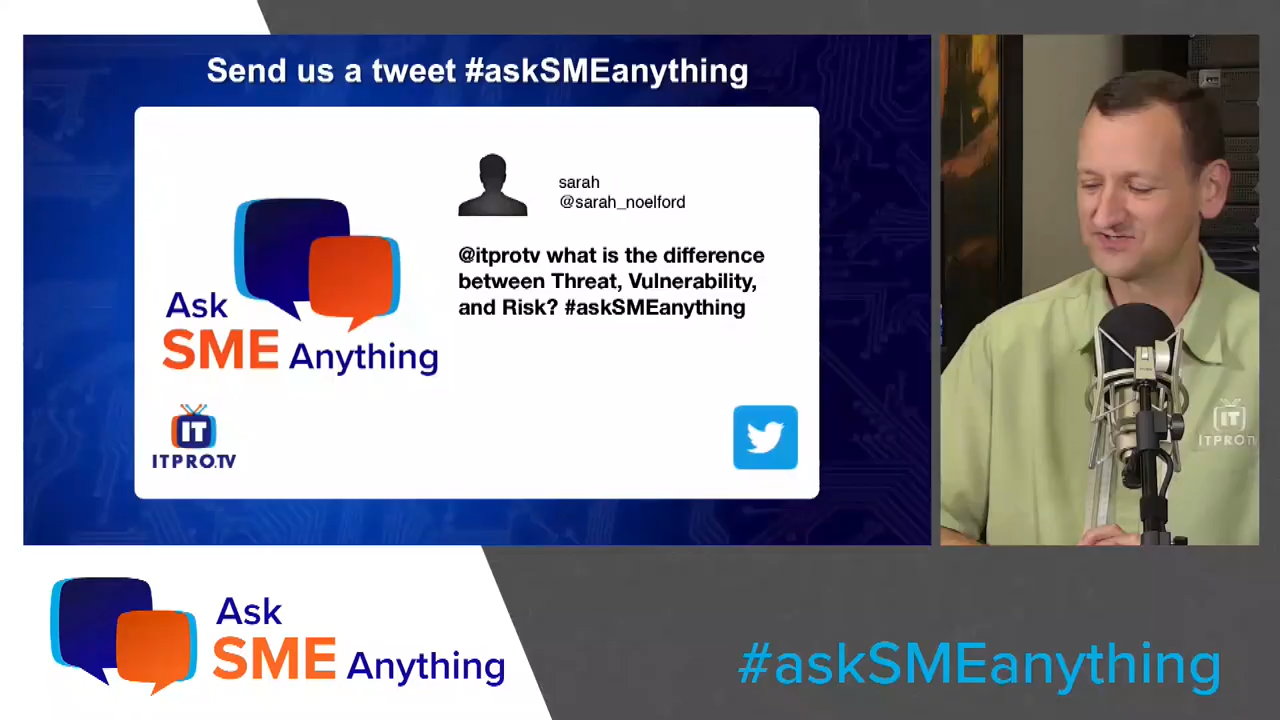 Send us a tweet #askSMEanything
sarah
@sarah_noelford
@itprotv what is the difference
between Threat, Vulnerability,
and Risk? #askSMEanything
Ask
SME Anything
IT
ITPRO.TV
ITPROT
Ask
SME Anything
#askSMEanything